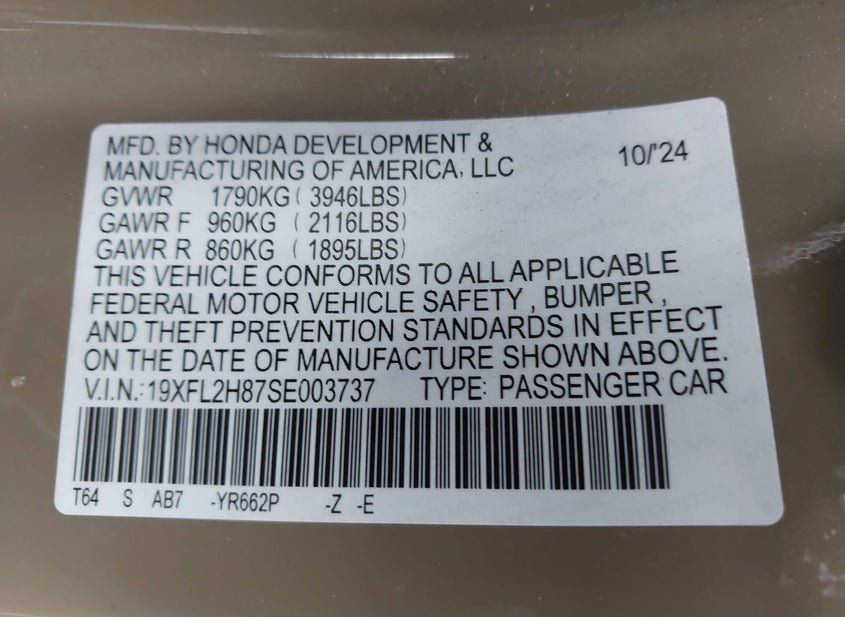 MFD. BY HONDA DEVELOPMENT &
MANUFACTURING OF AMERICA, LLC 10/'24
GVWR 1790KG ( 3946LBS)
GAWR F 960KG ( 2116LBS)
GAWR R 860KG ( 1895LBS)
THIS VEHICLE CONFORMS TO ALL APPLICABLE
FEDERAL MOTOR VEHICLE SAFETY , BUMPER ,
AND THEFT PREVENTION STANDARDS IN EFFECT
ON THE DATE OF MANUFACTURE SHOWN ABOVE.
V.I.N.:19XFL2H87SE003737 TYPE: PASSENGER CAR
T64 S AB7 -YR662P -Z -E